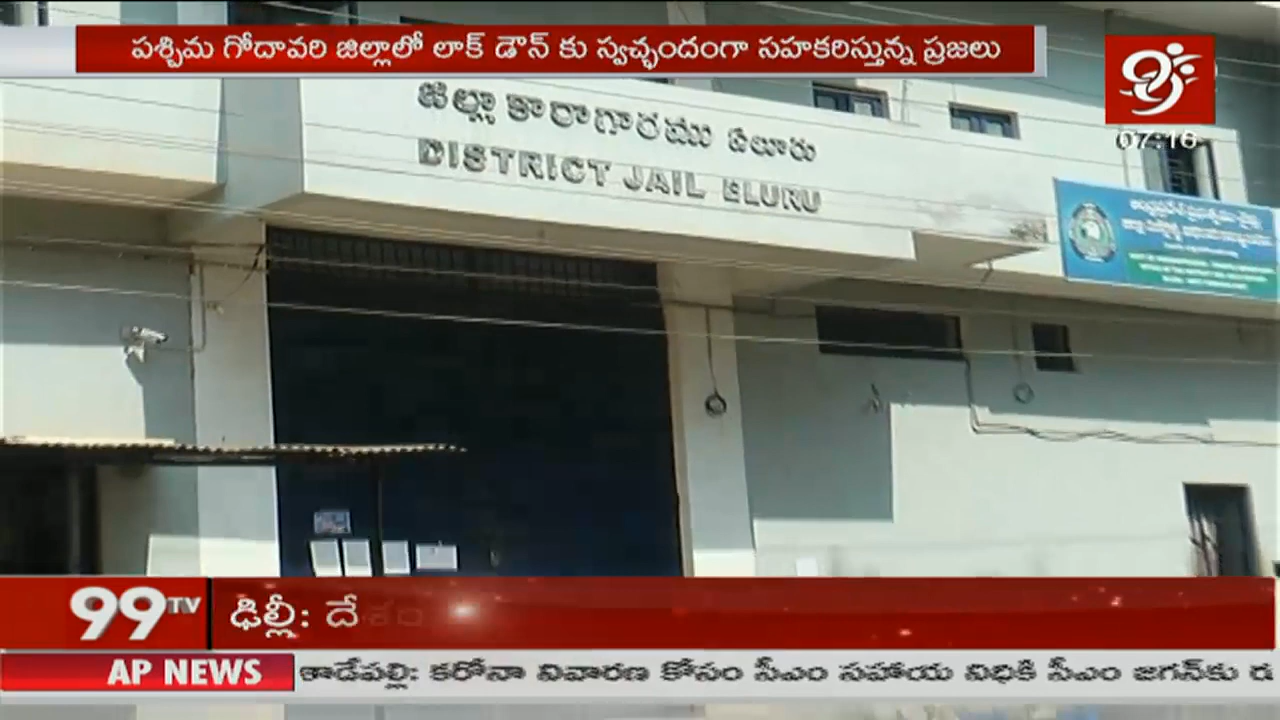 పశ్చిమ గోదావరి జిల్లాలో లాక్ డౌన్ కు స్వచ్ఛందంగా సహకరిస్తున్న ప్రజలు
07:16
జిల్లా కారాగారము ఏలూరు
DISTRICT JAIL ELURU
99TV
ఢిల్లీ: దేశం
AP NEWS
తాడేపల్లి: కరోనా నివారణ కోసం సీఎం సహాయ నిధికి సీఎం జగన్‌కు